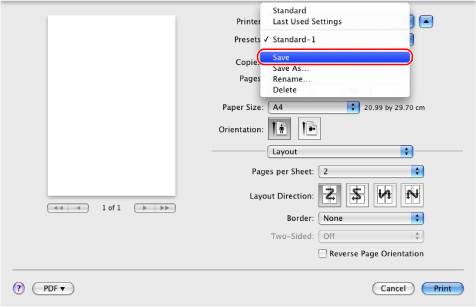 Standard
Printer
Last Used Settings
Presets ✓ Standard-1
Save
Copie
Save As...
Pages
Rename...
Delete
Paper Size: A4 20.99 by 29.70 cm
Orientation:
Layout
Pages per Sheet: 2
Layout Direction:
1 of 1
Border: None
Two-Sided: Off
Reverse Page Orientation
? PDF ▼ Cancel Print